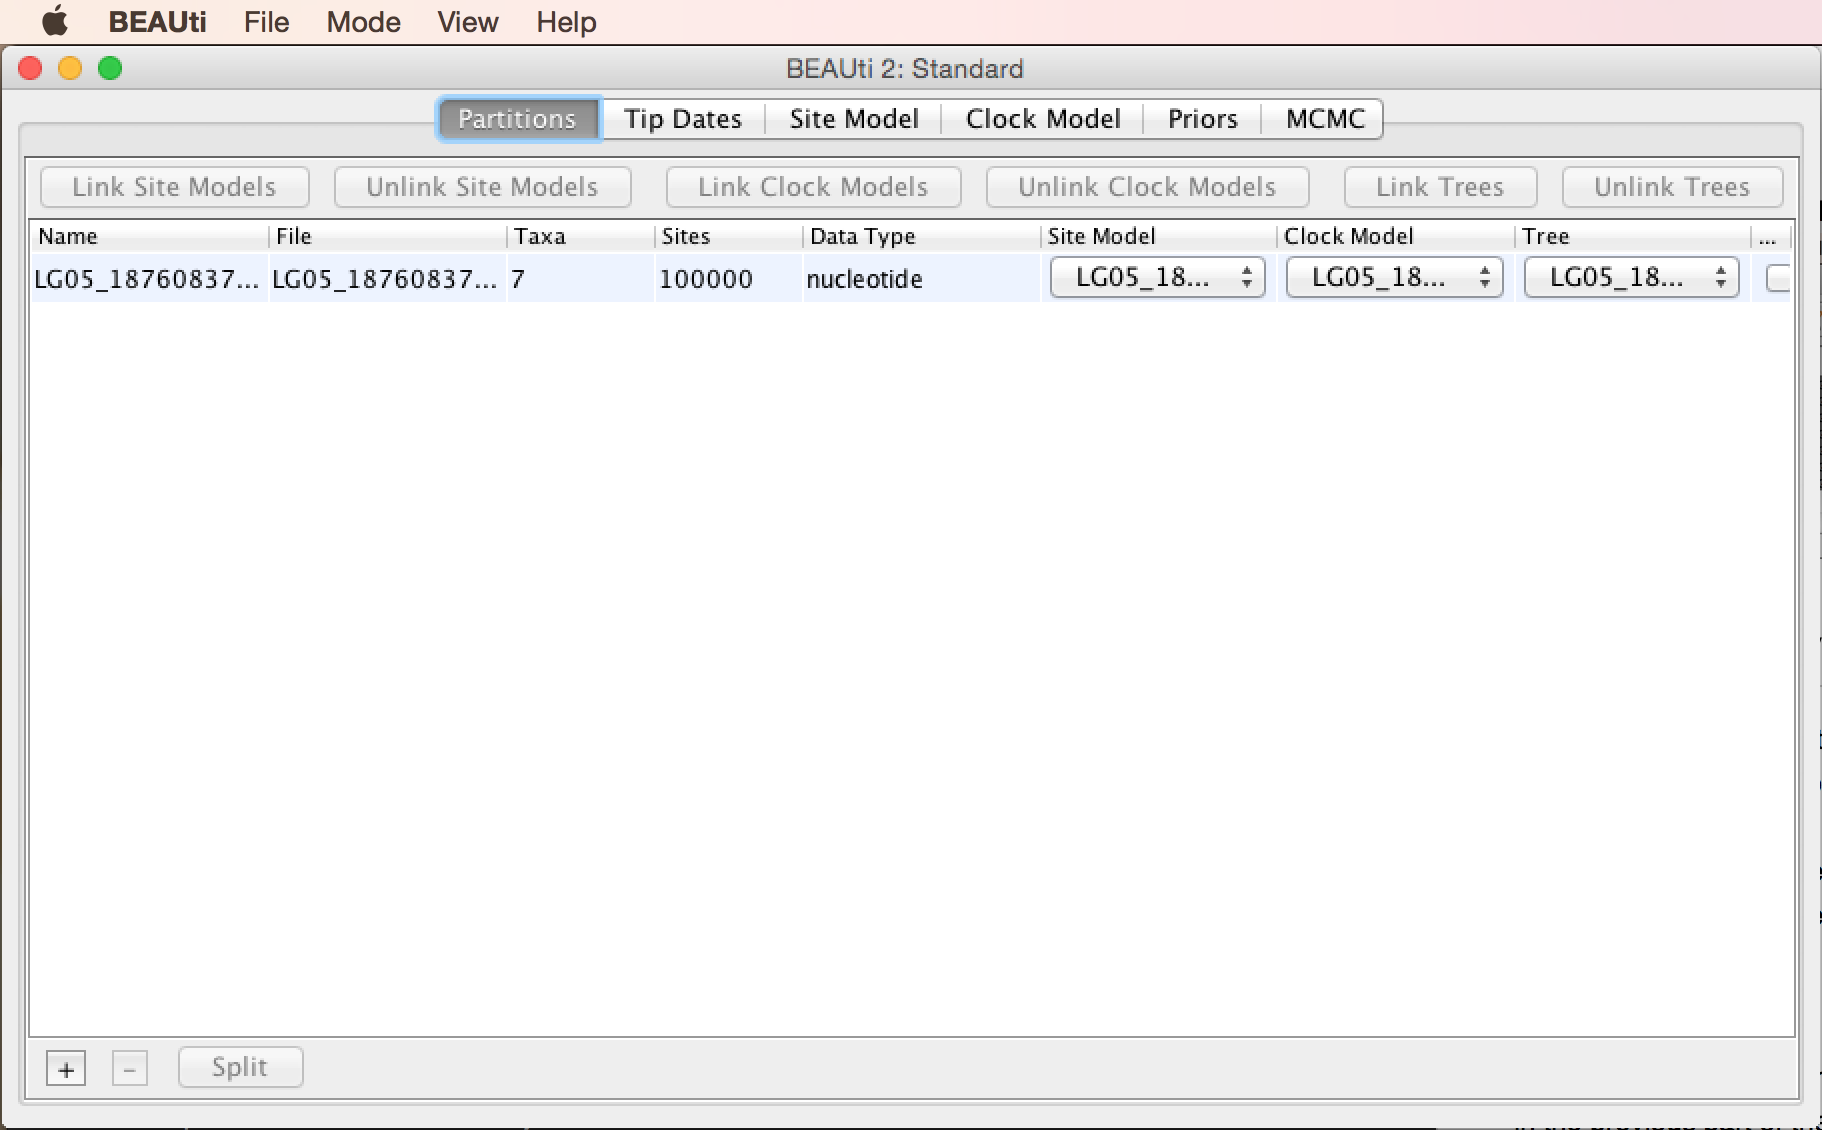 BEAUti File Mode View Help
BEAUti 2: Standard
Partitions Tip Dates Site Model Clock Model Priors MCMC
Link Site Models Unlink Site Models Link Clock Models Unlink Clock Models Link Trees Unlink Trees
Name File Taxa Sites Data Type Site Model Clock Model Tree ...
LG05_18760837... LG05_18760837... 7 100000 nucleotide LG05_18... LG05_18... LG05_18...
+ - Split